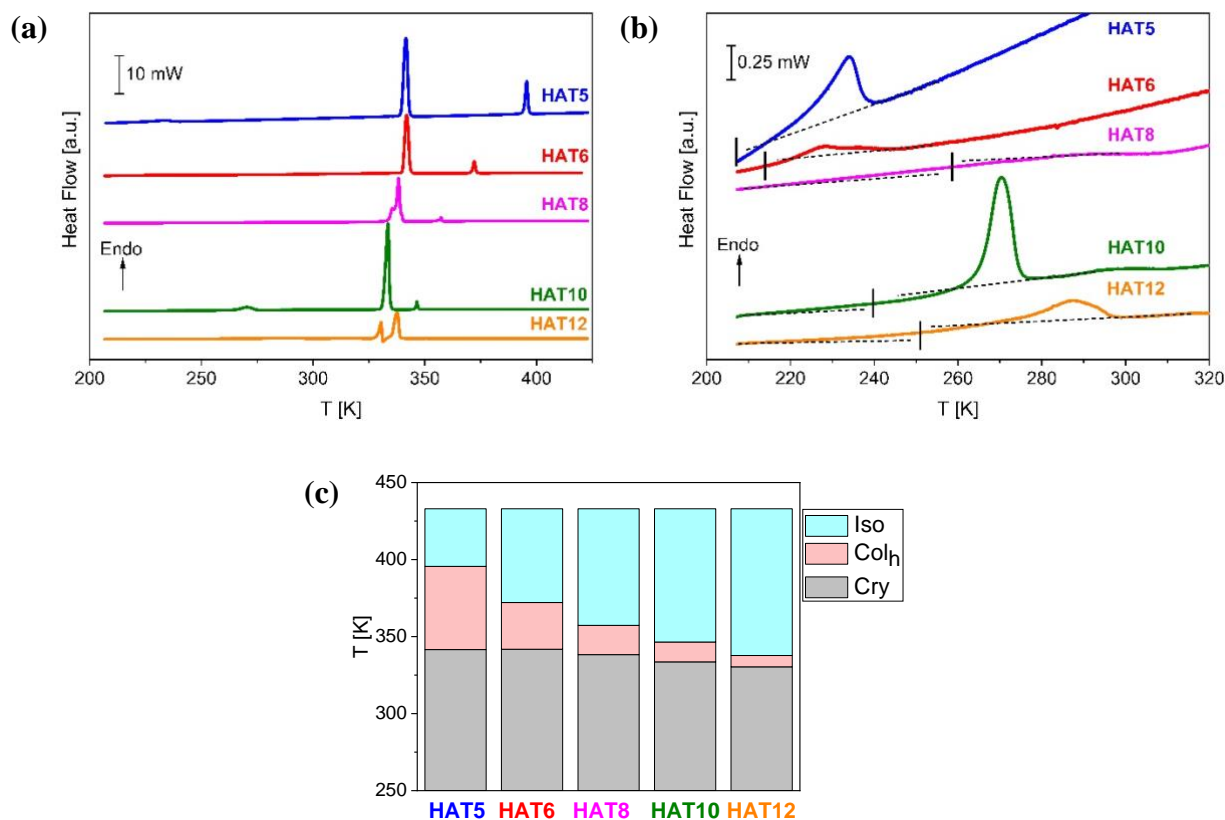 (a)
10 mW
HAT5
HAT6
HAT8
HAT10
HAT12
Endo
Heat Flow [a.u.]
200 250 300 350 400
T [K]
(b)
0.25 mW
HAT5
HAT6
HAT8
HAT10
HAT12
Endo
Heat Flow [a.u.]
200 220 240 260 280 300 320
T [K]
(c)
450
400
350
300
250
T [K]
Iso
Colh
Cry
HAT5 HAT6 HAT8 HAT10 HAT12